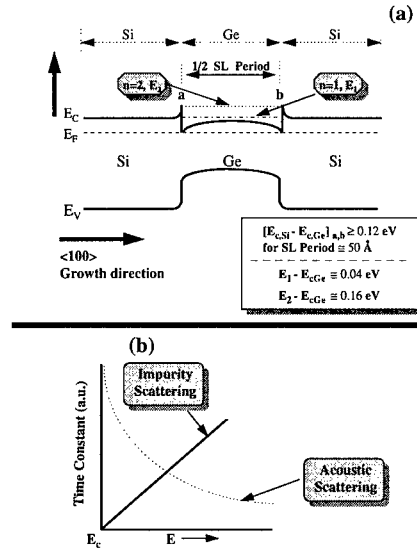 (a)
Si Ge Si
1/2 SL Period
n=2, E2 a b n=1, E1
EC
EF
Si Ge Si
EV
<100>
Growth direction
[Ec,Si - Ec,Ge] a,b ≥ 0.12 eV
for SL Period ≅ 50 Å
E1 - EcGe ≅ 0.04 eV
E2 - EcGe ≅ 0.16 eV
(b)
Impurity
Scattering
Time Constant (a.u.)
Acoustic
Scattering
Ec E